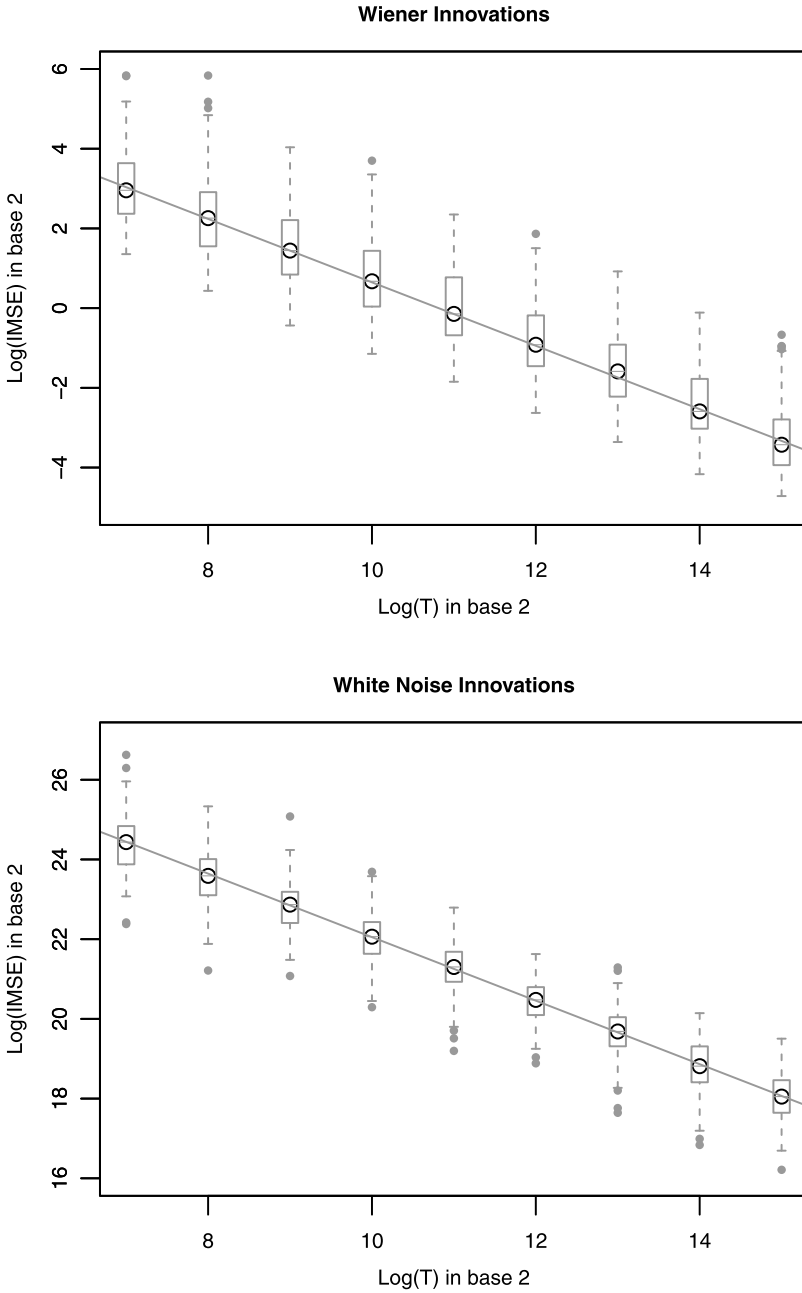 Wiener Innovations
6
4
2
0
−2
−4
Log(IMSE) in base 2
8 10 12 14
Log(T) in base 2
White Noise Innovations
26
24
22
20
18
16
Log(IMSE) in base 2
8 10 12 14
Log(T) in base 2